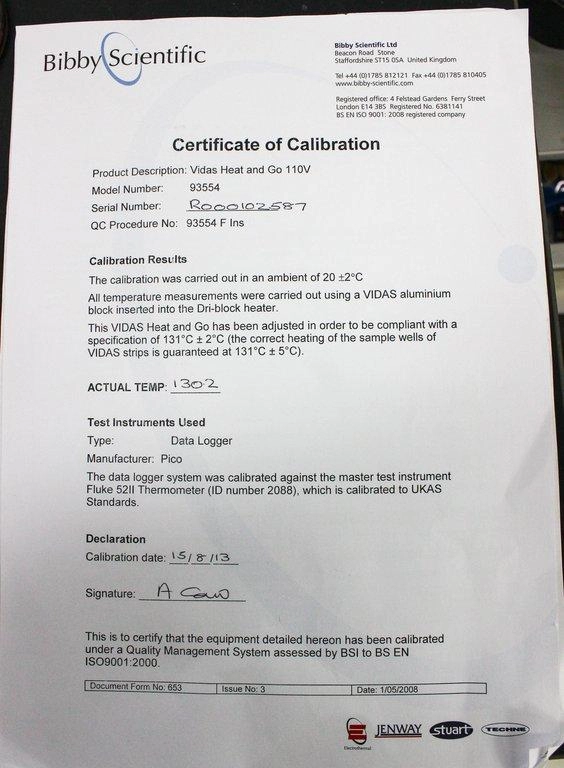 Bibby Scientific
Bibby Scientific Ltd
Beacon Road Stone
Staffordshire ST15 0SA United Kingdom
Tel +44 (0)1785 812121 Fax +44 (0)1785 810405
www.bibby-scientific.com
Registered office: 4 Felstead Gardens Ferry Street
London E14 3BS Registered No. 6381141
BS EN ISO 9001: 2008 registered company
Certificate of Calibration
Product Description: Vidas Heat and Go 110V
Model Number: 93554
Serial Number: R000102587
QC Procedure No: 93554 F Ins
Calibration Results
The calibration was carried out in an ambient of 20 ±2°C
All temperature measurements were carried out using a VIDAS aluminium
block inserted into the Dri-block heater.
This VIDAS Heat and Go has been adjusted in order to be compliant with a
specification of 131°C ± 2°C (the correct heating of the sample wells of
VIDAS strips is guaranteed at 131°C ± 5°C).
ACTUAL TEMP: 130.2
Test Instruments Used
Type: Data Logger
Manufacturer: Pico
The data logger system was calibrated against the master test instrument
Fluke 52II Thermometer (ID number 2088), which is calibrated to UKAS
Standards.
Declaration
Calibration date: 15/8/13
Signature: A
This is to certify that the equipment detailed hereon has been calibrated
under a Quality Management System assessed by BSI to BS EN
ISO9001:2000.
Document Form No: 653 Issue No: 3 Date: 1/05/2008
Electrothermal JENWAY stuart TECHNE